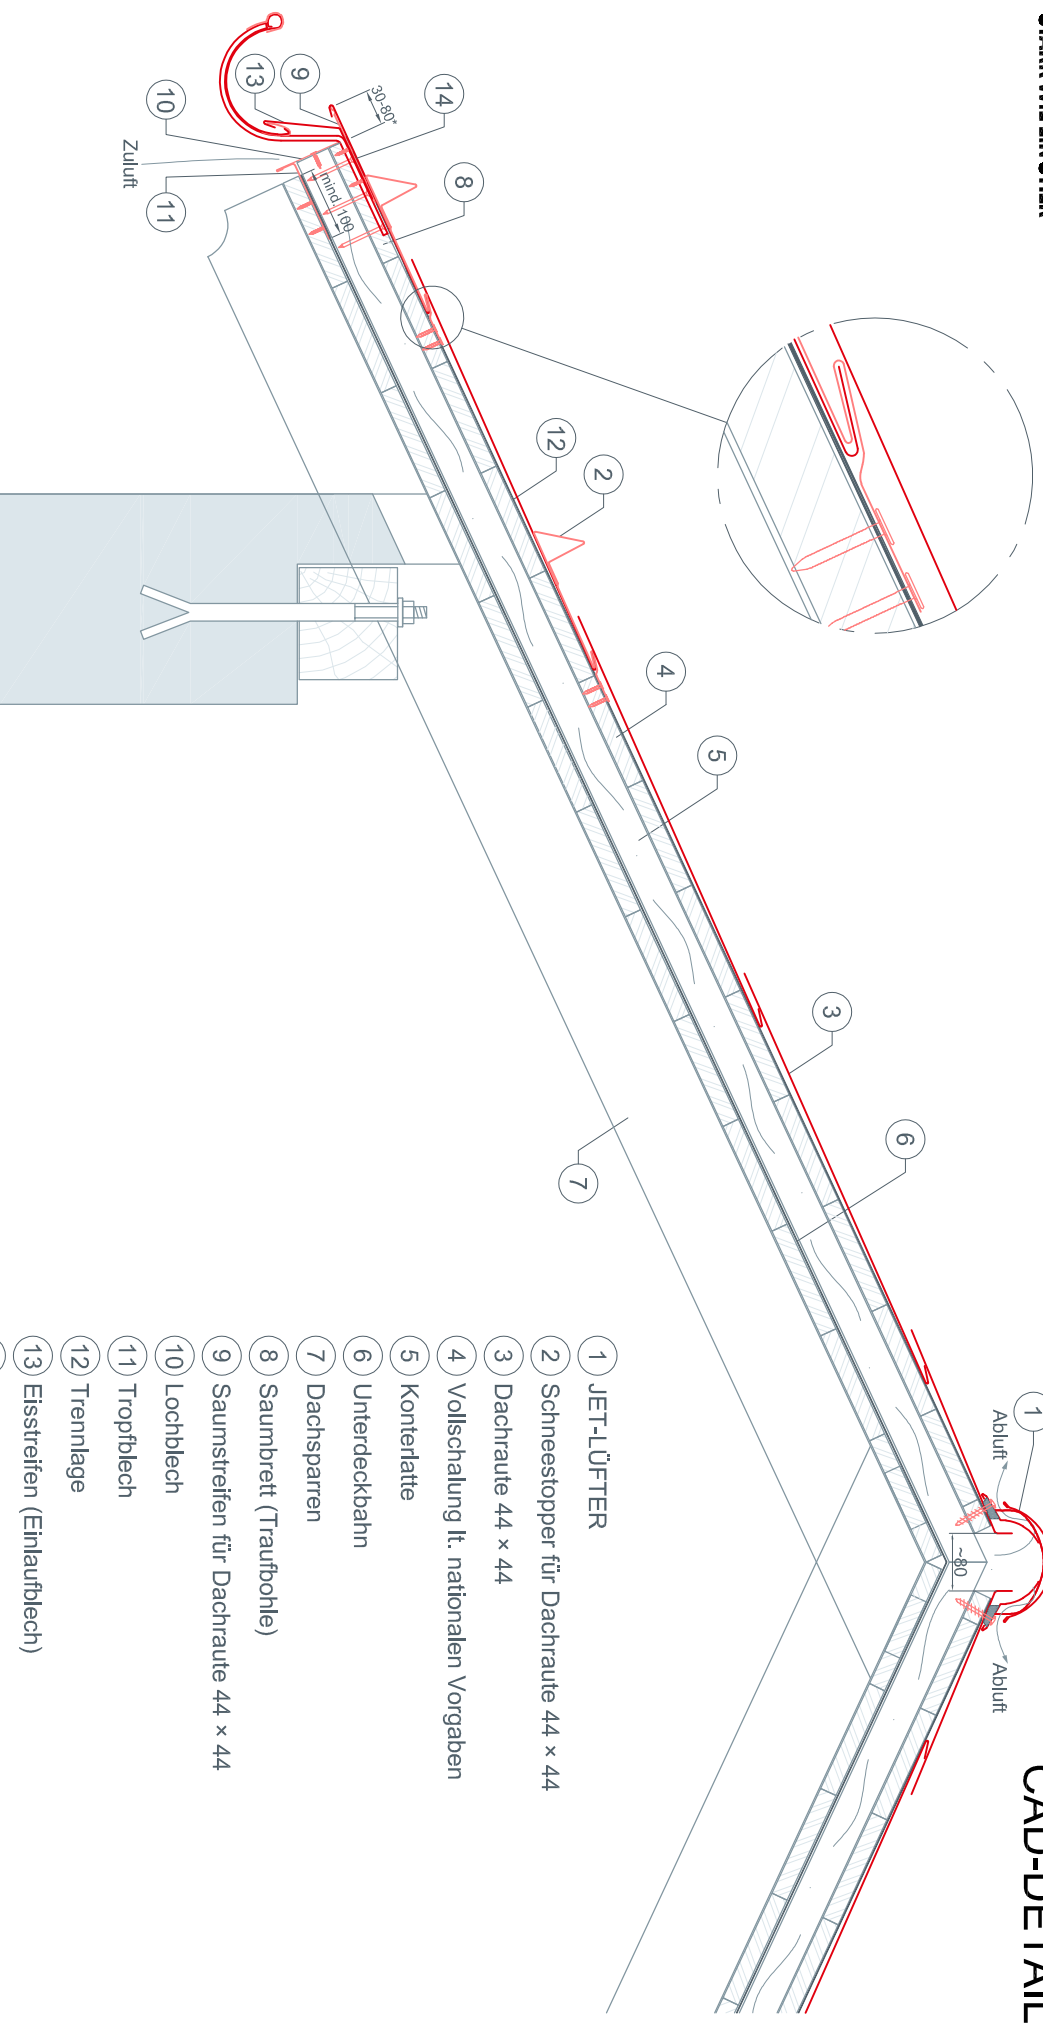 CAD-DETAIL
30-80*
14
9
13
10
11
Zuluft
mind. 100
8
12
2
4
5
3
6
7
1
Abluft
~80
Abluft
1 JET-LÜFTER
2 Schneestopper für Dachraute 44 × 44
3 Dachraute 44 × 44
4 Vollschalung lt. nationalen Vorgaben
5 Konterlatte
6 Unterdeckbahn
7 Dachsparren
8 Saumbrett (Traufbohle)
9 Saumstreifen für Dachraute 44 × 44
10 Lochblech
11 Tropfblech
12 Trennlage
13 Eisstreifen (Einlaufblech)